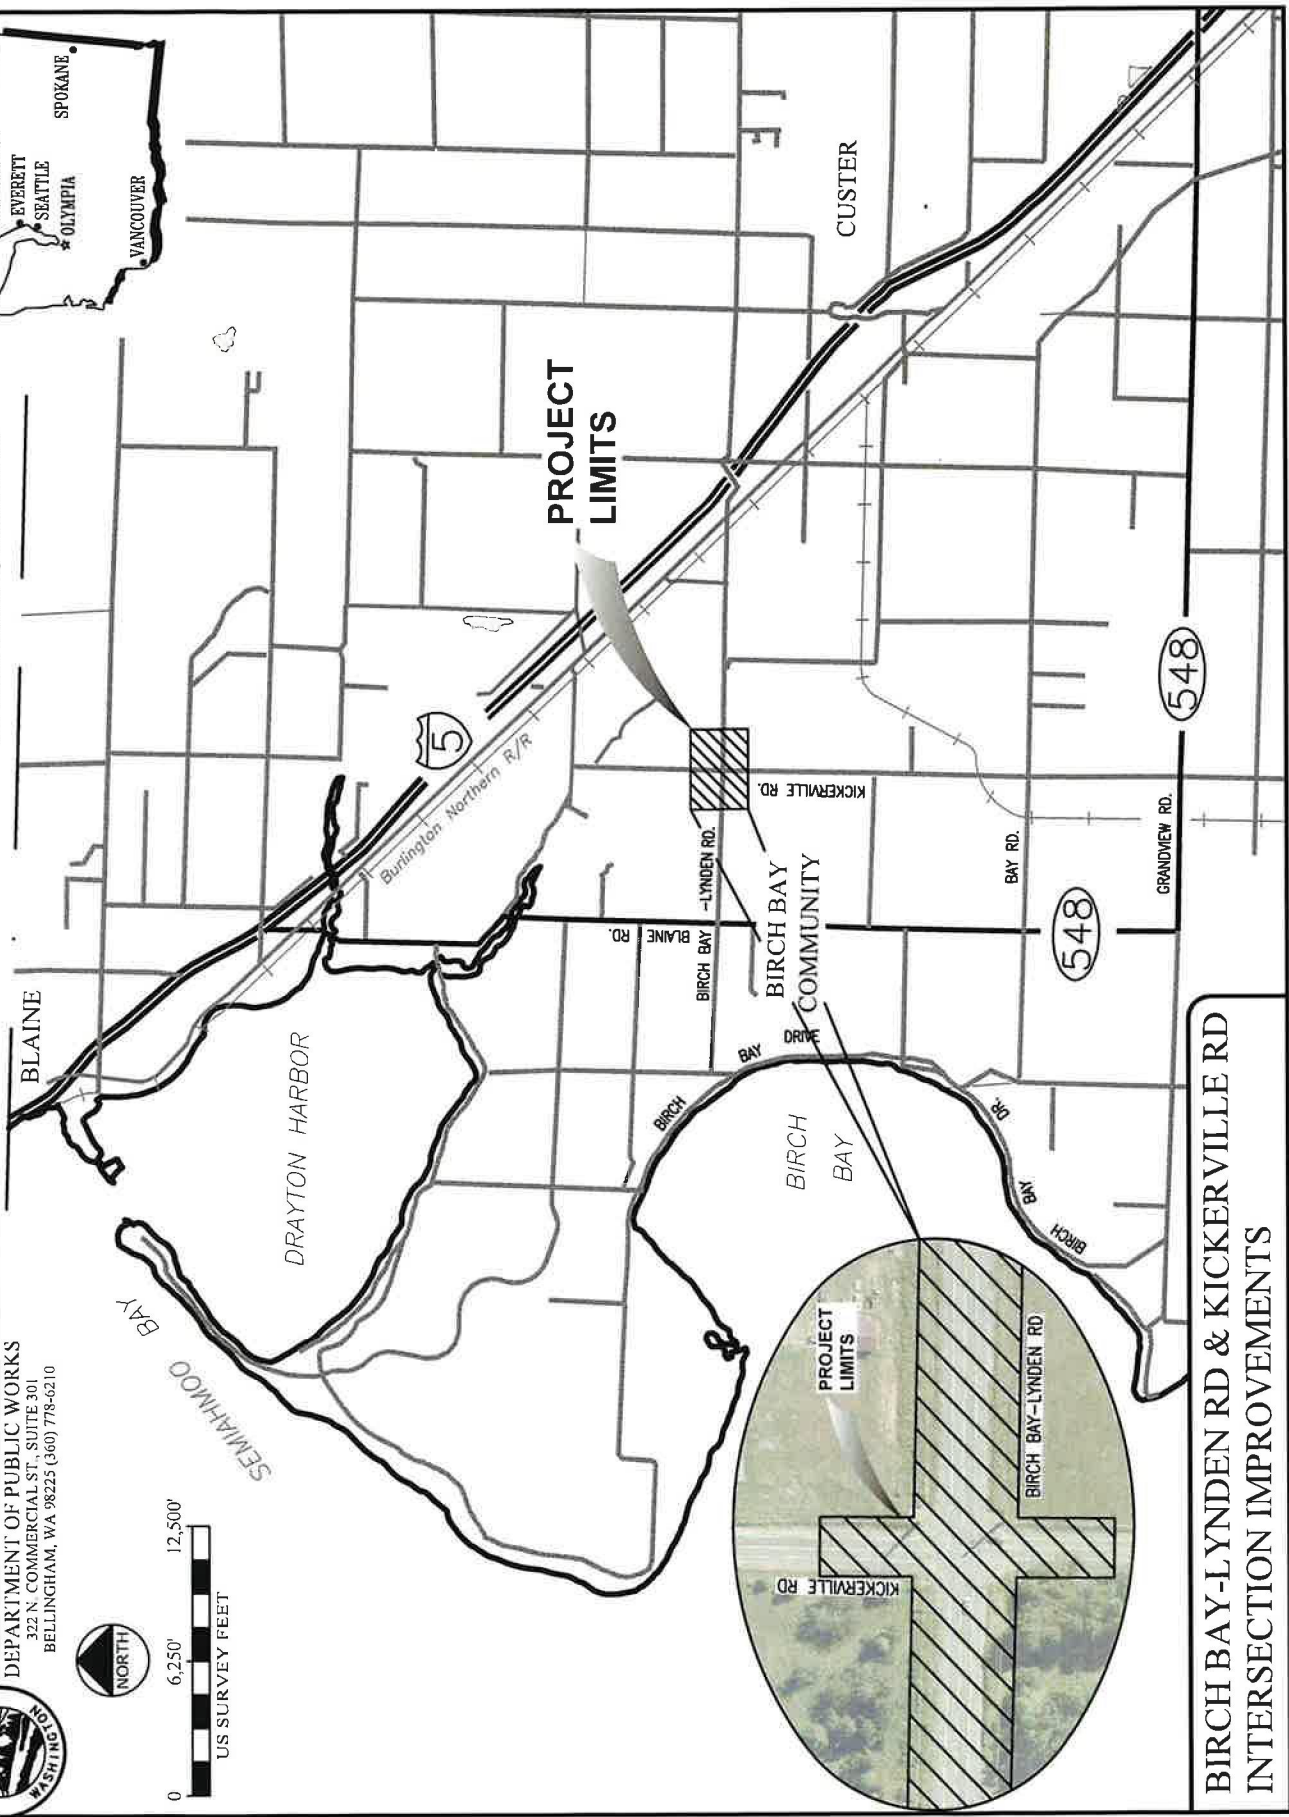 DEPARTMENT OF PUBLIC WORKS
322 N. COMMERCIAL ST., SUITE 301
BELLINGHAM, WA 98225 (360) 778-6210
WASHINGTON
NORTH
0 6,250' 12,500'
US SURVEY FEET
EVERETT
SEATTLE
OLYMPIA
SPOKANE
VANCOUVER
BLAINE
SEMIAHMOO
BAY
DRAYTON HARBOR
5
Burlington Northern R/R
PROJECT
LIMITS
CUSTER
BLAINE RD.
BIRCH BAY
-LYNDEN RD.
KICKERVILLE RD.
BIRCH BAY
COMMUNITY
BIRCH
BAY
DRIVE
BIRCH
BAY
BAY RD.
548
548
GRANDVIEW RD.
BIRCH
BAY
DR.
PROJECT
LIMITS
KICKERVILLE RD
BIRCH BAY-LYNDEN RD
BIRCH BAY-LYNDEN RD & KICKERVILLE RD
INTERSECTION IMPROVEMENTS